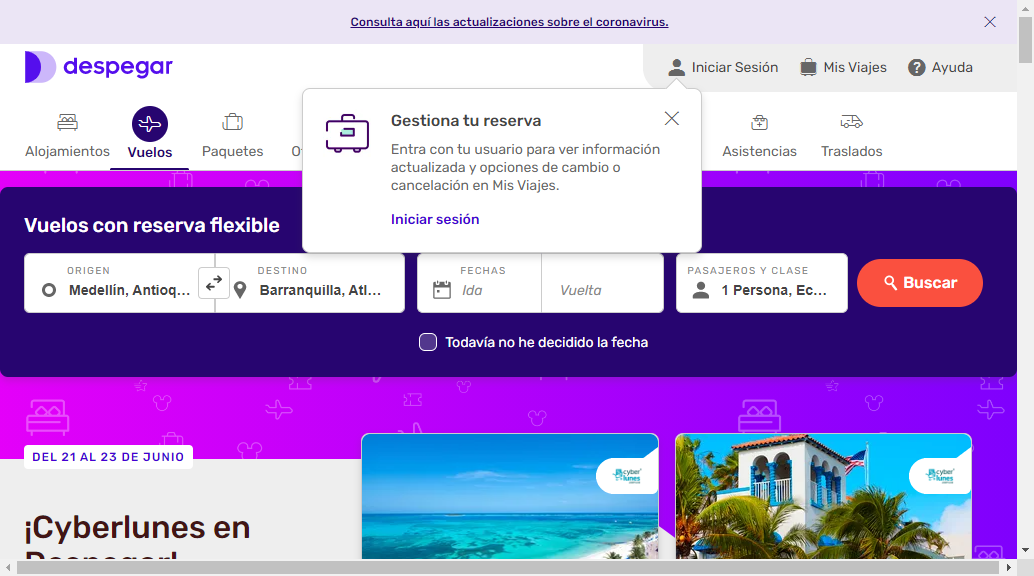 Consulta aquí las actualizaciones sobre el coronavirus.
despegar
Iniciar Sesión
Mis Viajes
Ayuda
Alojamientos
Vuelos
Paquetes
Asistencias
Traslados
Gestiona tu reserva
Entra con tu usuario para ver información
actualizada y opciones de cambio o
cancelación en Mis Viajes.
Iniciar sesión
Vuelos con reserva flexible
ORIGEN
Medellín, Antioq...
DESTINO
Barranquilla, Atl...
FECHAS
Ida
Vuelta
PASAJEROS Y CLASE
1 Persona, Ec...
Buscar
Todavía no he decidido la fecha
DEL 21 AL 23 DE JUNIO
¡Cyberlunes en
Despegar!
cyber
lunes
cyber
lunes